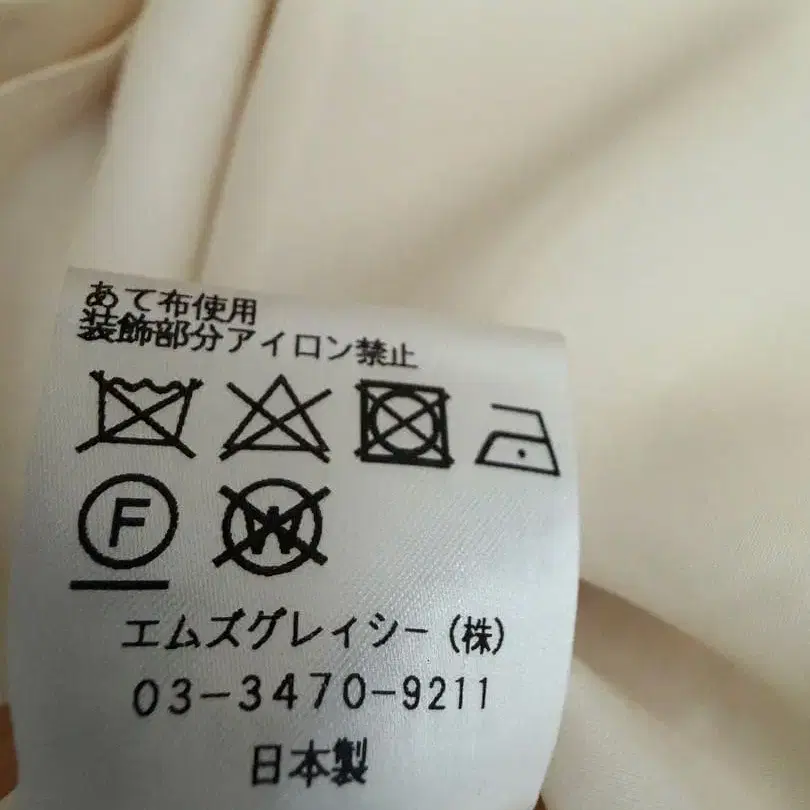 あて布使用
装飾部分アイロン禁止
F W
エムズグレイシー(株)
03-3470-9211
日本製